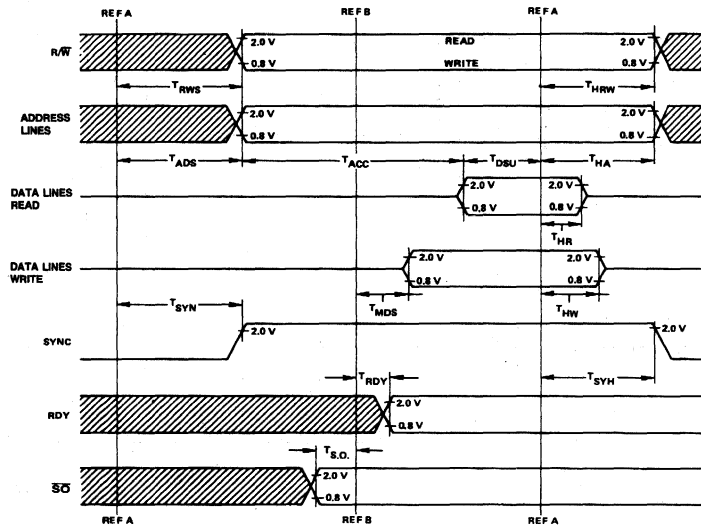 REF A REF B REF A
R/W̅ 2.0 V READ 2.0 V
0.8 V WRITE 0.8 V
TRWS THRW
ADDRESS LINES 2.0 V 2.0 V
0.8 V 0.8 V
TADS TACC TDSU THA
DATA LINES READ 2.0 V 2.0 V
0.8 V 0.8 V
THR
DATA LINES WRITE 2.0 V 2.0 V
0.8 V 0.8 V
TSYN TMDS THW
SYNC 2.0 V 2.0 V
TRDY TSYH
RDY 2.0 V
0.8 V
TS.O.
S̅O̅ 2.0 V
0.8 V
REF A REF B REF A